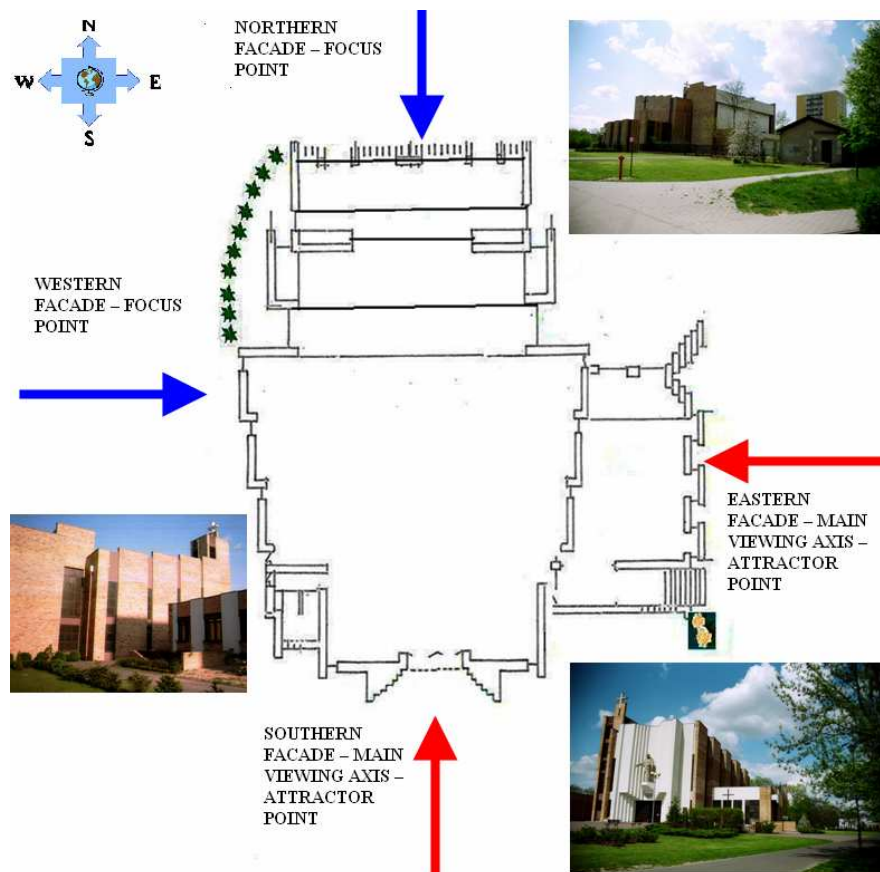 N
W E
S
NORTHERN
FACADE – FOCUS
POINT
WESTERN
FACADE – FOCUS
POINT
EASTERN
FACADE – MAIN
VIEWING AXIS –
ATTRACTOR
POINT
SOUTHERN
FACADE – MAIN
VIEWING AXIS –
ATTRACTOR
POINT